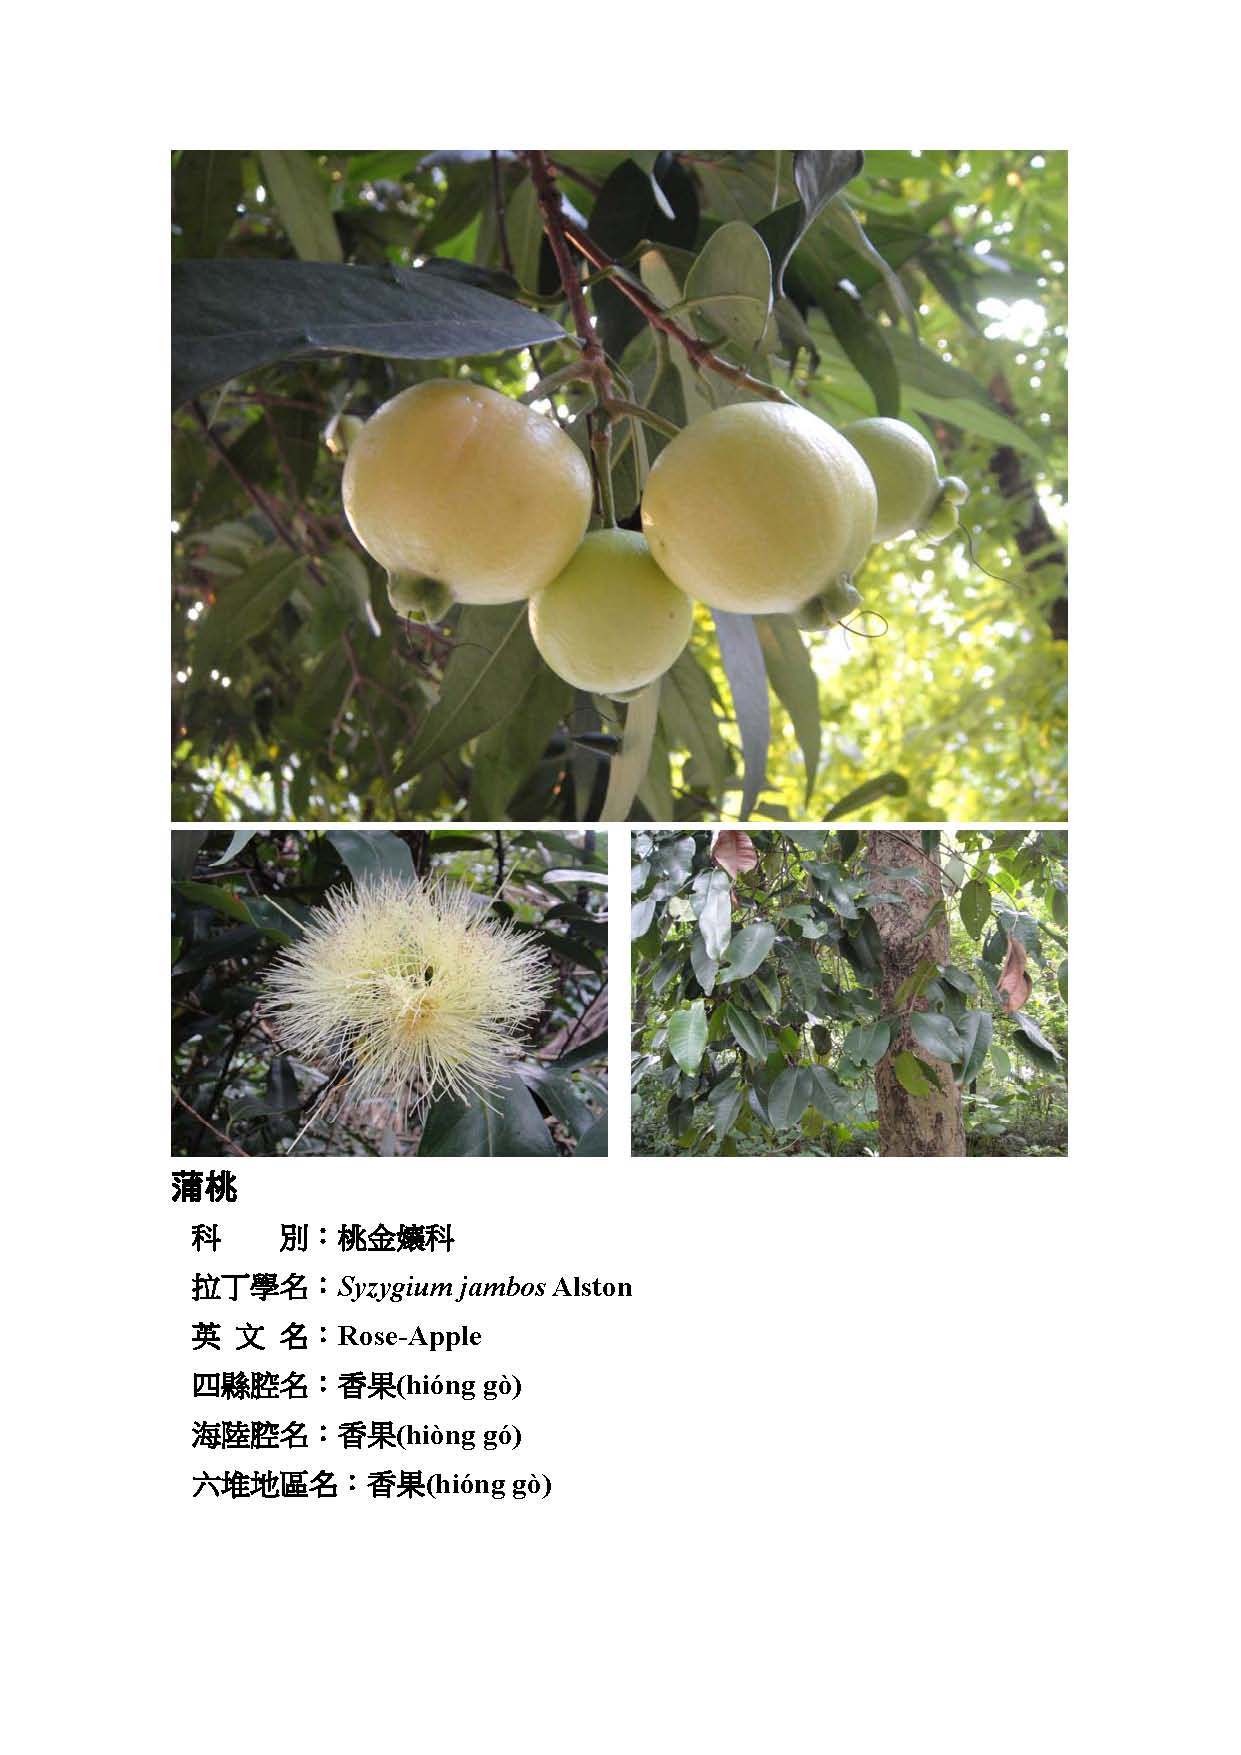 蒲桃
科　　別：桃金孃科
拉丁學名：Syzygium jambos Alston
英 文 名：Rose-Apple
四縣腔名：香果(hióng gò)
海陸腔名：香果(hiòng gó)
六堆地區名：香果(hióng gò)